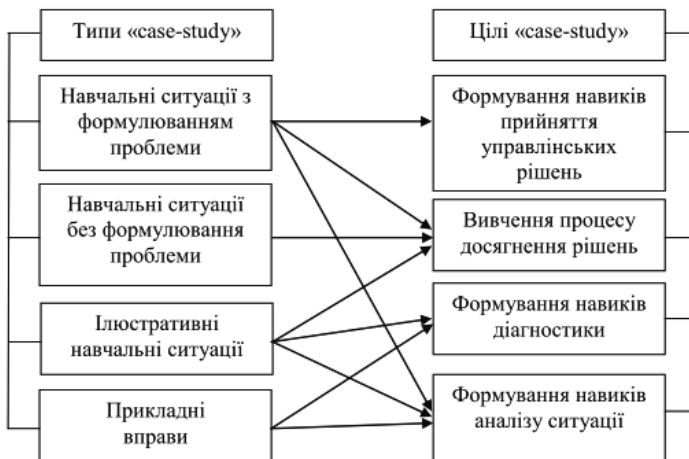 Типи «case-study»
Навчальні ситуації з
формулюванням
проблеми
Навчальні ситуації
без формулювання
проблеми
Ілюстративні
навчальні ситуації
Прикладні
вправи
Цілі «case-study»
Формування навиків
прийняття
управлінських
рішень
Вивчення процесу
досягнення рішень
Формування навиків
діагностики
Формування навиків
аналізу ситуації